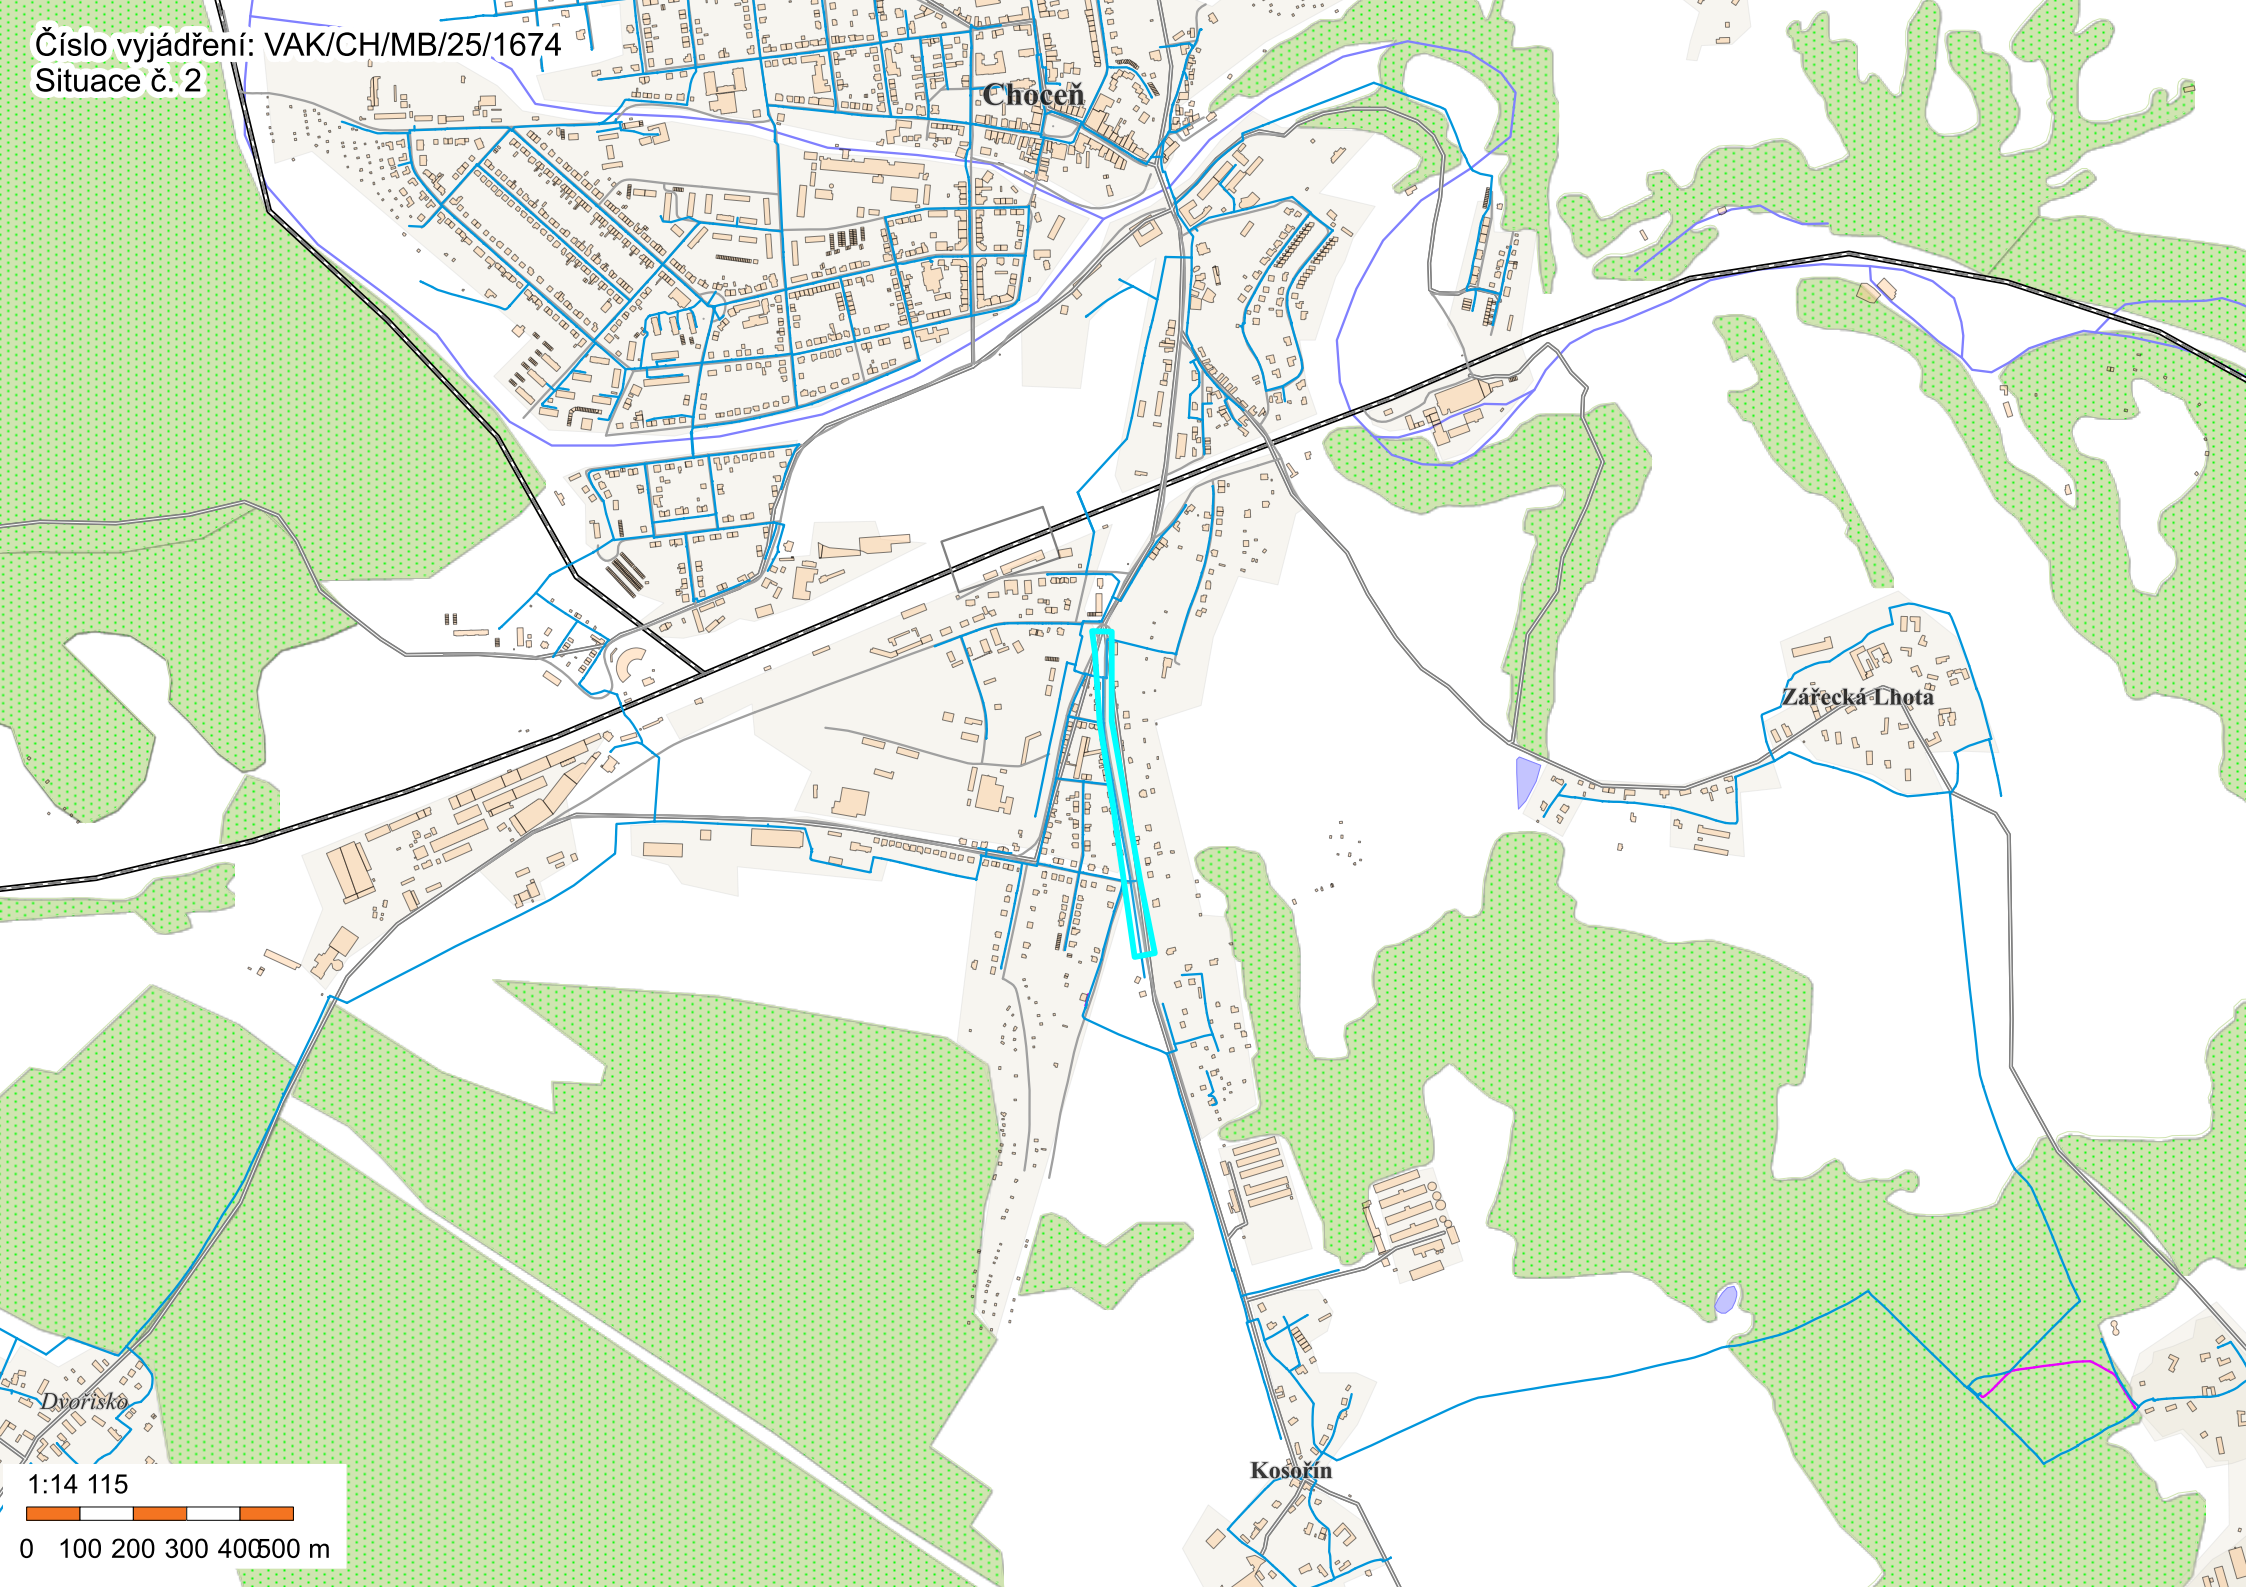 Číslo vyjádření: VAK/CH/MB/25/1674
Situace č. 2
Choceň
Zářecká Lhota
Dvořisko
Kosořín
1:14 115
0 100 200 300 400 500 m